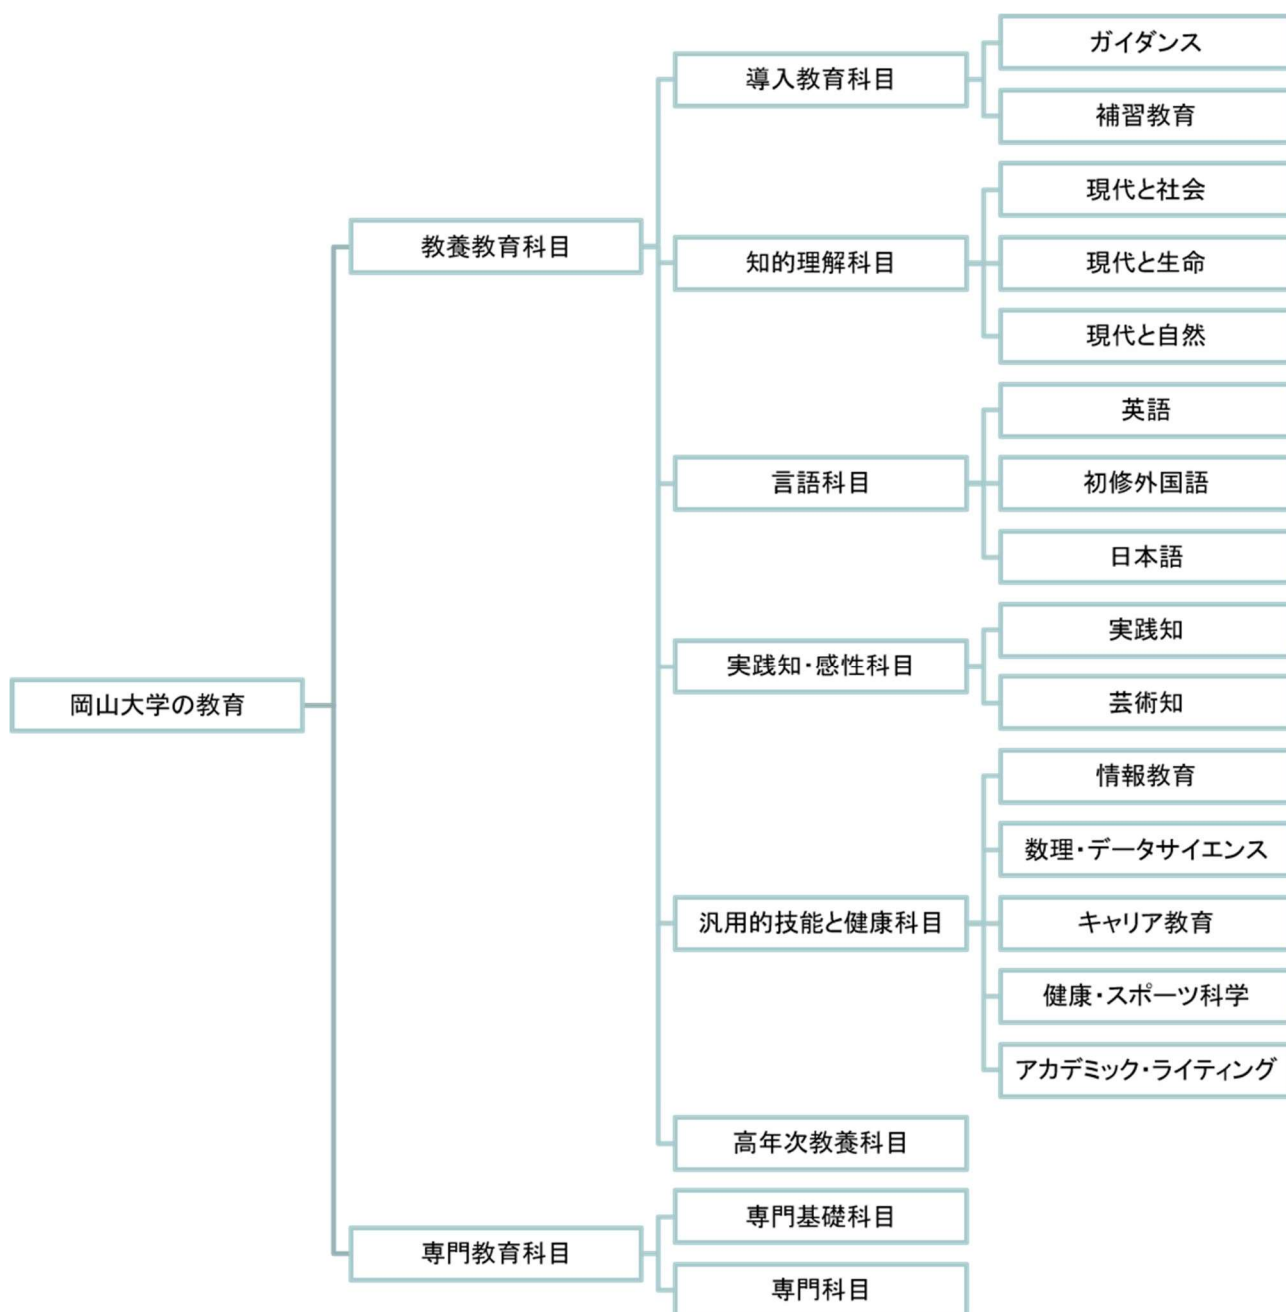 岡山大学の教育
教養教育科目
導入教育科目
ガイダンス
補習教育
知的理解科目
現代と社会
現代と生命
現代と自然
言語科目
英語
初修外国語
日本語
実践知・感性科目
実践知
芸術知
汎用的技能と健康科目
情報教育
数理・データサイエンス
キャリア教育
健康・スポーツ科学
アカデミック・ライティング
高年次教養科目
専門教育科目
専門基礎科目
専門科目